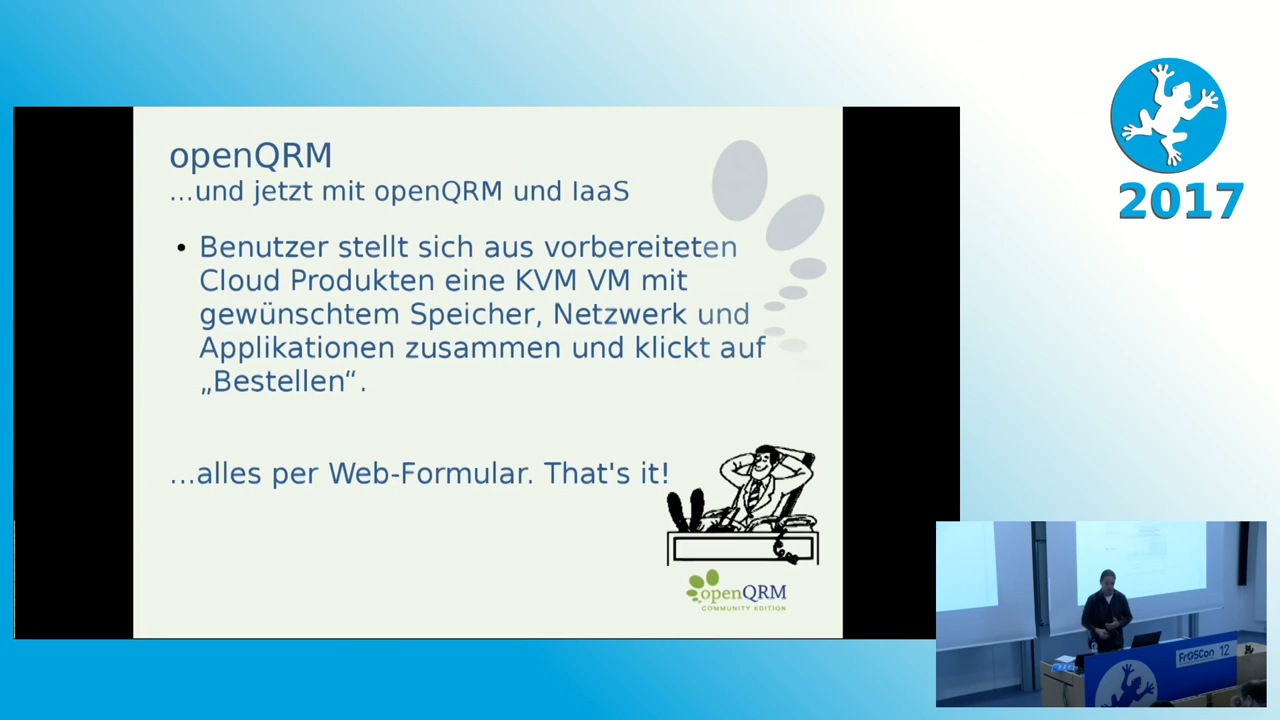 openQRM
...und jetzt mit openQRM und IaaS
• Benutzer stellt sich aus vorbereiteten
Cloud Produkten eine KVM VM mit
gewünschtem Speicher, Netzwerk und
Applikationen zusammen und klickt auf
„Bestellen“.
...alles per Web-Formular. That's it!
openQRM
COMMUNITY EDITION
2017
FrOSCon 12